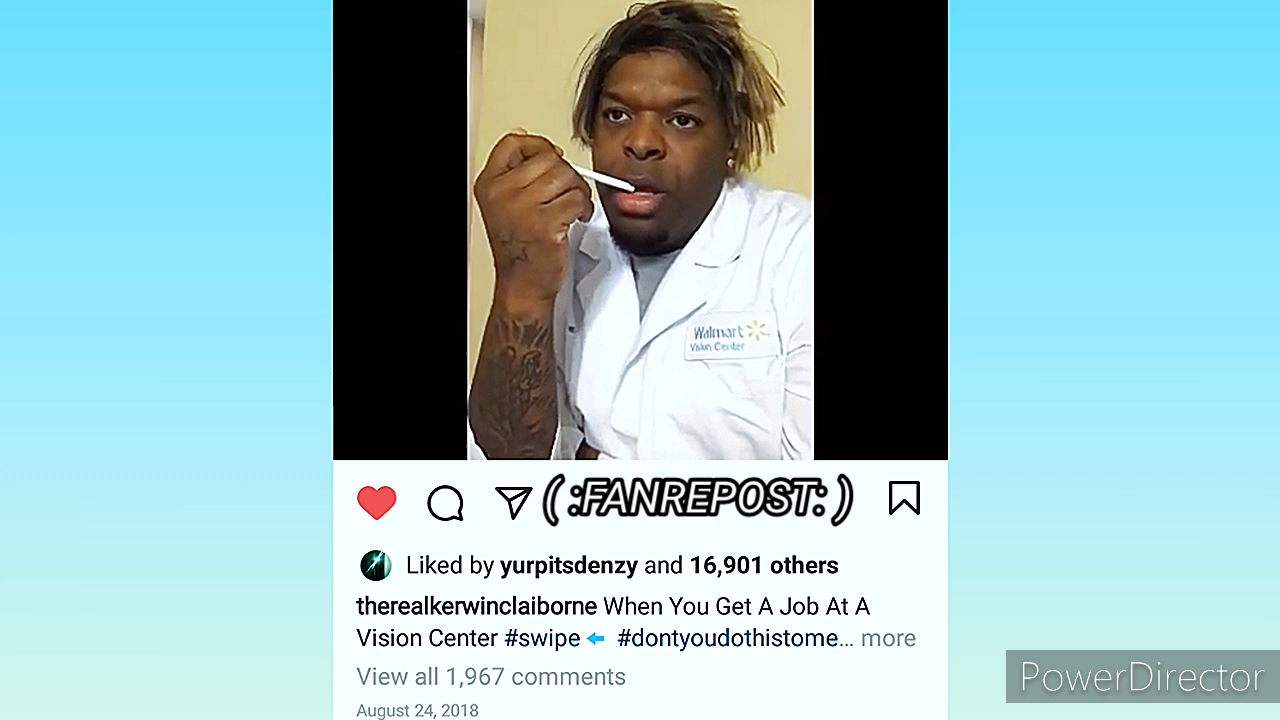 Walmart
Vision Center
( :FANREPOST: )
Liked by yurpitsdenzy and 16,901 others
therealkerwinclaiborne When You Get A Job At A
Vision Center #swipe #dontyoudothistome... more
View all 1,967 comments
August 24, 2018
PowerDirector